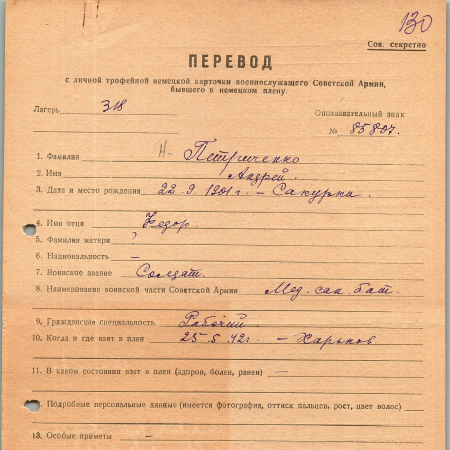 130
Сов. секретно
ПЕРЕВОД
с личной трофейной немецкой карточки военнослужащего Советской Армии,
бывшего в немецком плену.
Лагерь 318
Опознавательный знак
№ 85807.
1. Фамилия Н- Петриченко
2. Имя Андрей.
3. Дата и место рождения 22.9.1901г. – Сакурка
4. Имя отца Федор.
5. Фамилия матери ?
6. Национальность —
7. Воинское звание Солдат.
8. Наименование воинской части Советской Армии Мед. сан. бат.
9. Гражданская специальность Рабочий.
10. Когда и где взят в плен 25.5.42г. – Харьков
11. В каком состоянии взят в плен (здоров, болен, ранен) —
Подробные персональные данные (имеется фотография, оттиск пальцев, рост, цвет волос)
13. Особые приметы —